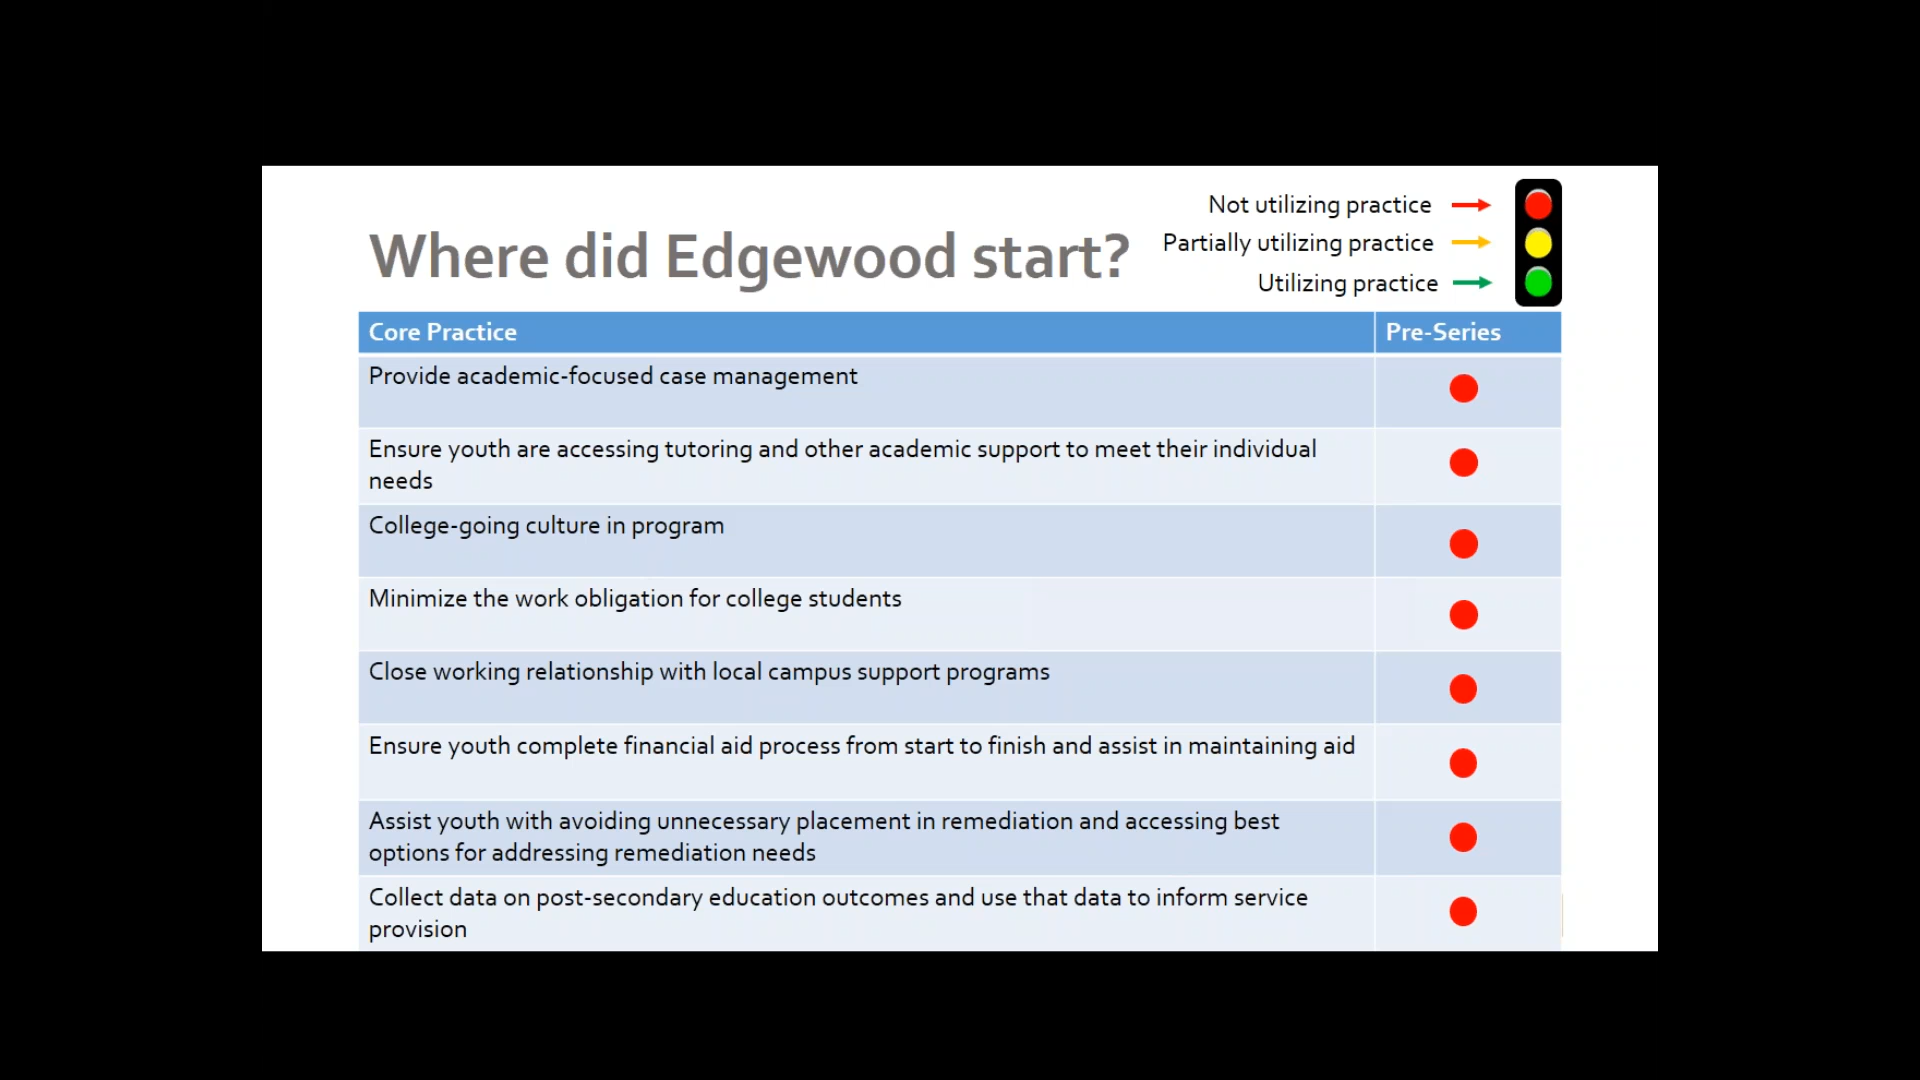 Not utilizing practice
Partially utilizing practice
Utilizing practice
Where did Edgewood start?
Core Practice Pre-Series
Provide academic-focused case management
Ensure youth are accessing tutoring and other academic support to meet their individual
needs
College-going culture in program
Minimize the work obligation for college students
Close working relationship with local campus support programs
Ensure youth complete financial aid process from start to finish and assist in maintaining aid
Assist youth with avoiding unnecessary placement in remediation and accessing best
options for addressing remediation needs
Collect data on post-secondary education outcomes and use that data to inform service
provision